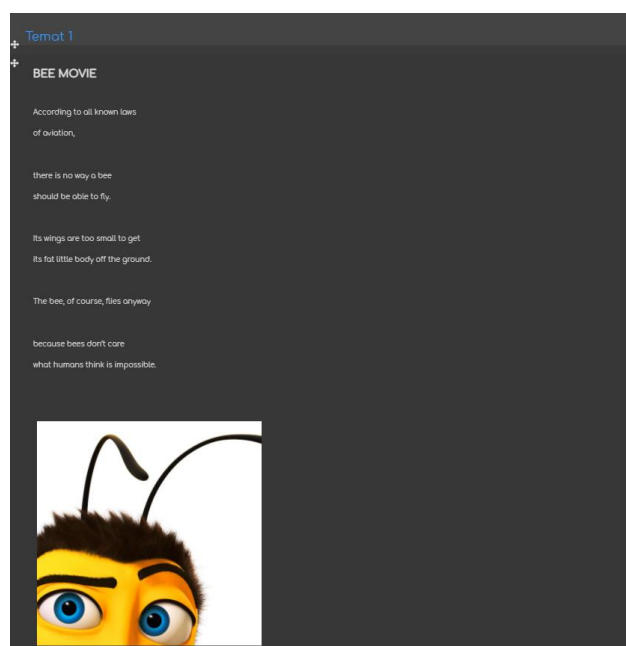 Temat 1
BEE MOVIE
According to all known laws
of aviation,
there is no way a bee
should be able to fly.
Its wings are too small to get
its fat little body off the ground.
The bee, of course, flies anyway
because bees don't care
what humans think is impossible.